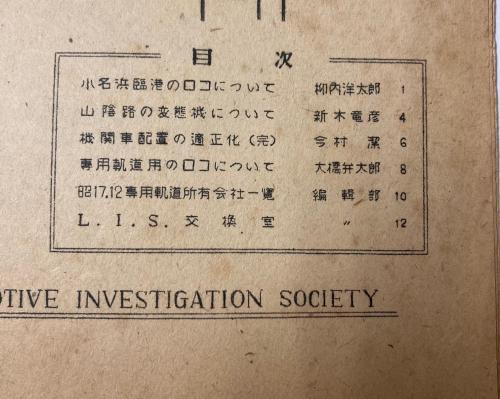 目次
小名浜臨港のロコについて 柳内洋太郎 1
山陰路の変態機について 新木竜彦 4
機関車配置の適正化(完) 今村潔 6
専用軌道用のロコについて 大橋弁太郎 8
昭17.12専用軌道所有会社一覧 編輯部 10
L.I.S.交換室 〃 12
OTIVE INVESTIGATION SOCIETY